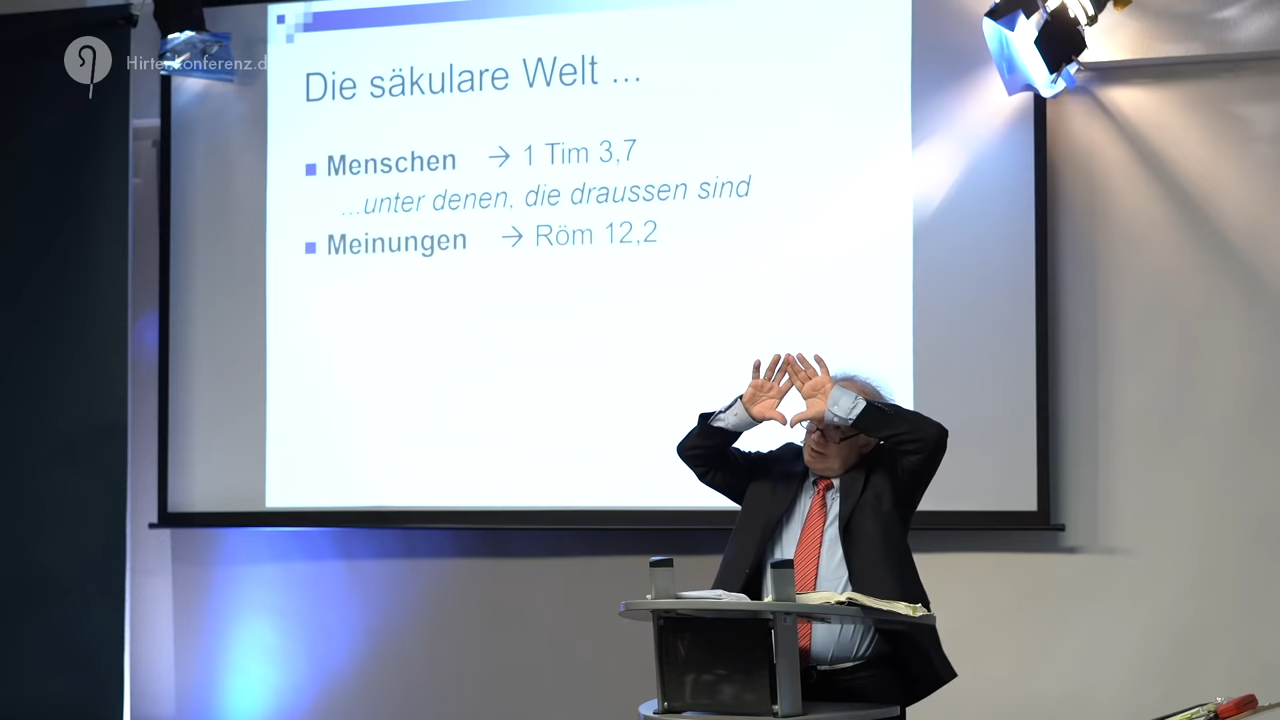 Hirtenkonferenz.d
Die säkulare Welt ...
Menschen → 1 Tim 3,7
...unter denen, die draussen sind
Meinungen → Röm 12,2